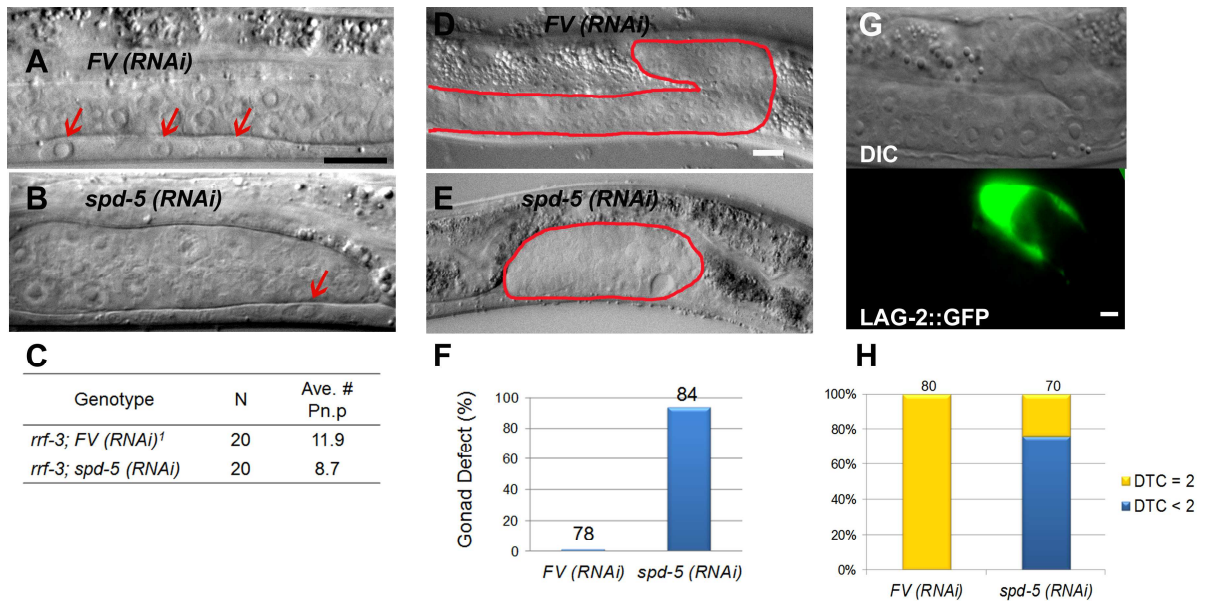 A
FV (RNAi)
B
spd-5 (RNAi)
C
Genotype N Ave. # Pn.p
rrf-3; FV (RNAi)1 20 11.9
rrf-3; spd-5 (RNAi) 20 8.7
D
FV (RNAi)
E
spd-5 (RNAi)
F
Gonad Defect (%)
100
80
60
40
20
0
78
84
FV (RNAi) spd-5 (RNAi)
G
DIC
LAG-2::GFP
H
100%
80%
60%
40%
20%
0%
80
70
FV (RNAi) spd-5 (RNAi)
DTC = 2
DTC < 2